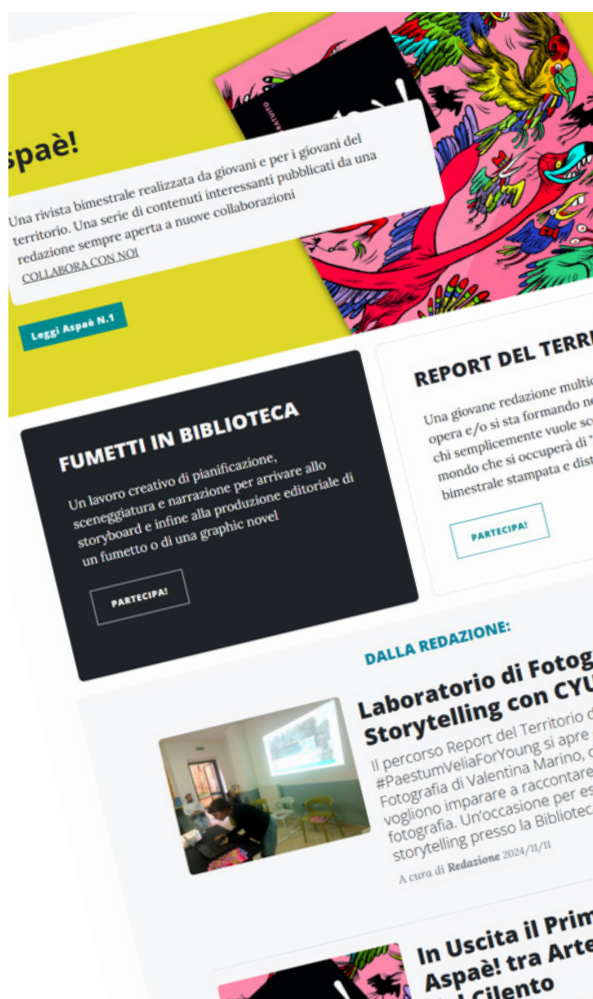 spaè!
Una rivista bimestrale realizzata da giovani e per i giovani del
territorio. Una serie di contenuti interessanti pubblicati da una
redazione sempre aperta a nuove collaborazioni
COLLABORA CON NOI
Leggi Aspaè N.1
FUMETTI IN BIBLIOTECA
Un lavoro creativo di pianificazione,
sceneggiatura e narrazione per arrivare allo
storyboard e infine alla produzione editoriale di
un fumetto o di una graphic novel
PARTECIPA!
REPORT DEL TERRI
Una giovane redazione multi
opera e/o si sta formando ne
chi semplicemente vuole sc
mondo che si occuperà di "
bimestrale stampata e dist
PARTECIPA!
DALLA REDAZIONE:
Laboratorio di Fotog
Storytelling con CYU
Il percorso Report del Territorio d
#PaestumVeliaForYoung si apre
Fotografia di Valentina Marino, c
vogliono imparare a raccontare
fotografia. Un'occasione per es
storytelling presso la Bibliotec
A cura di Redazione 2024/11/11
In Uscita il Prim
Aspaè! tra Arte
Cilento